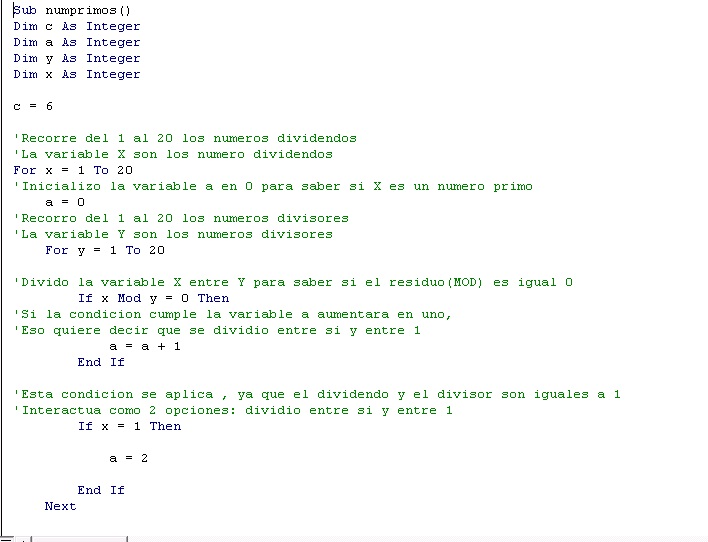 Sub numprimos()
Dim c As Integer
Dim a As Integer
Dim y As Integer
Dim x As Integer
c = 6
'Recorre del 1 al 20 los numeros dividendos
'La variable X son los numero dividendos
For x = 1 To 20
'Inicializo la variable a en 0 para saber si X es un numero primo
a = 0
'Recorro del 1 al 20 los numeros divisores
'La variable Y son los numeros divisores
For y = 1 To 20
'Divido la variable X entre Y para saber si el residuo(MOD) es igual 0
If x Mod y = 0 Then
'Si la condicion cumple la variable a aumentara en uno,
'Eso quiere decir que se dividio entre si y entre 1
a = a + 1
End If
'Esta condicion se aplica , ya que el dividendo y el divisor son iguales a 1
'Interactua como 2 opciones: dividio entre si y entre 1
If x = 1 Then
a = 2
End If
Next